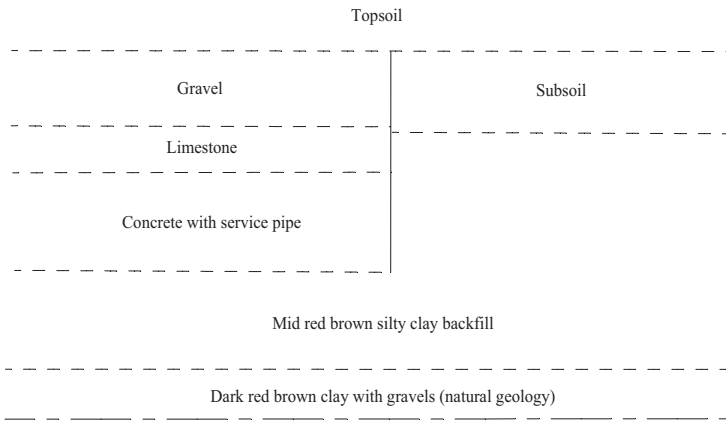 Topsoil
Gravel
Subsoil
Limestone
Concrete with service pipe
Mid red brown silty clay backfill
Dark red brown clay with gravels (natural geology)